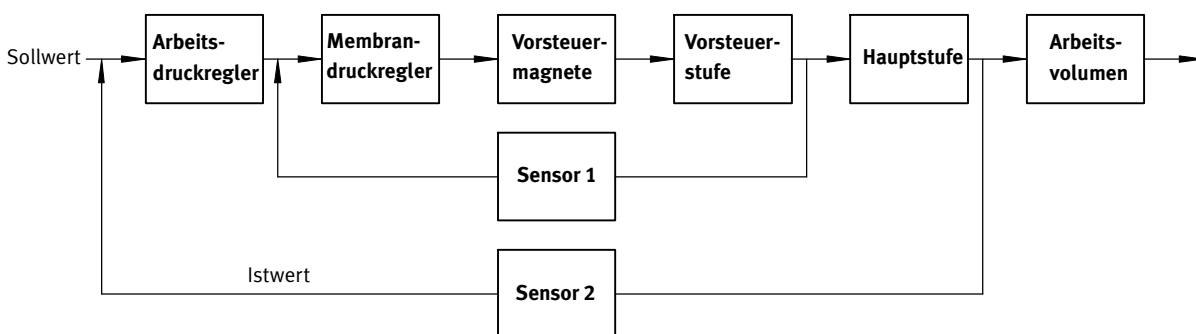 Sollwert
Arbeits-
druckregler
Membran-
druckregler
Vorsteuer-
magnete
Vorsteuer-
stufe
Hauptstufe
Arbeits-
volumen
Sensor 1
Istwert
Sensor 2